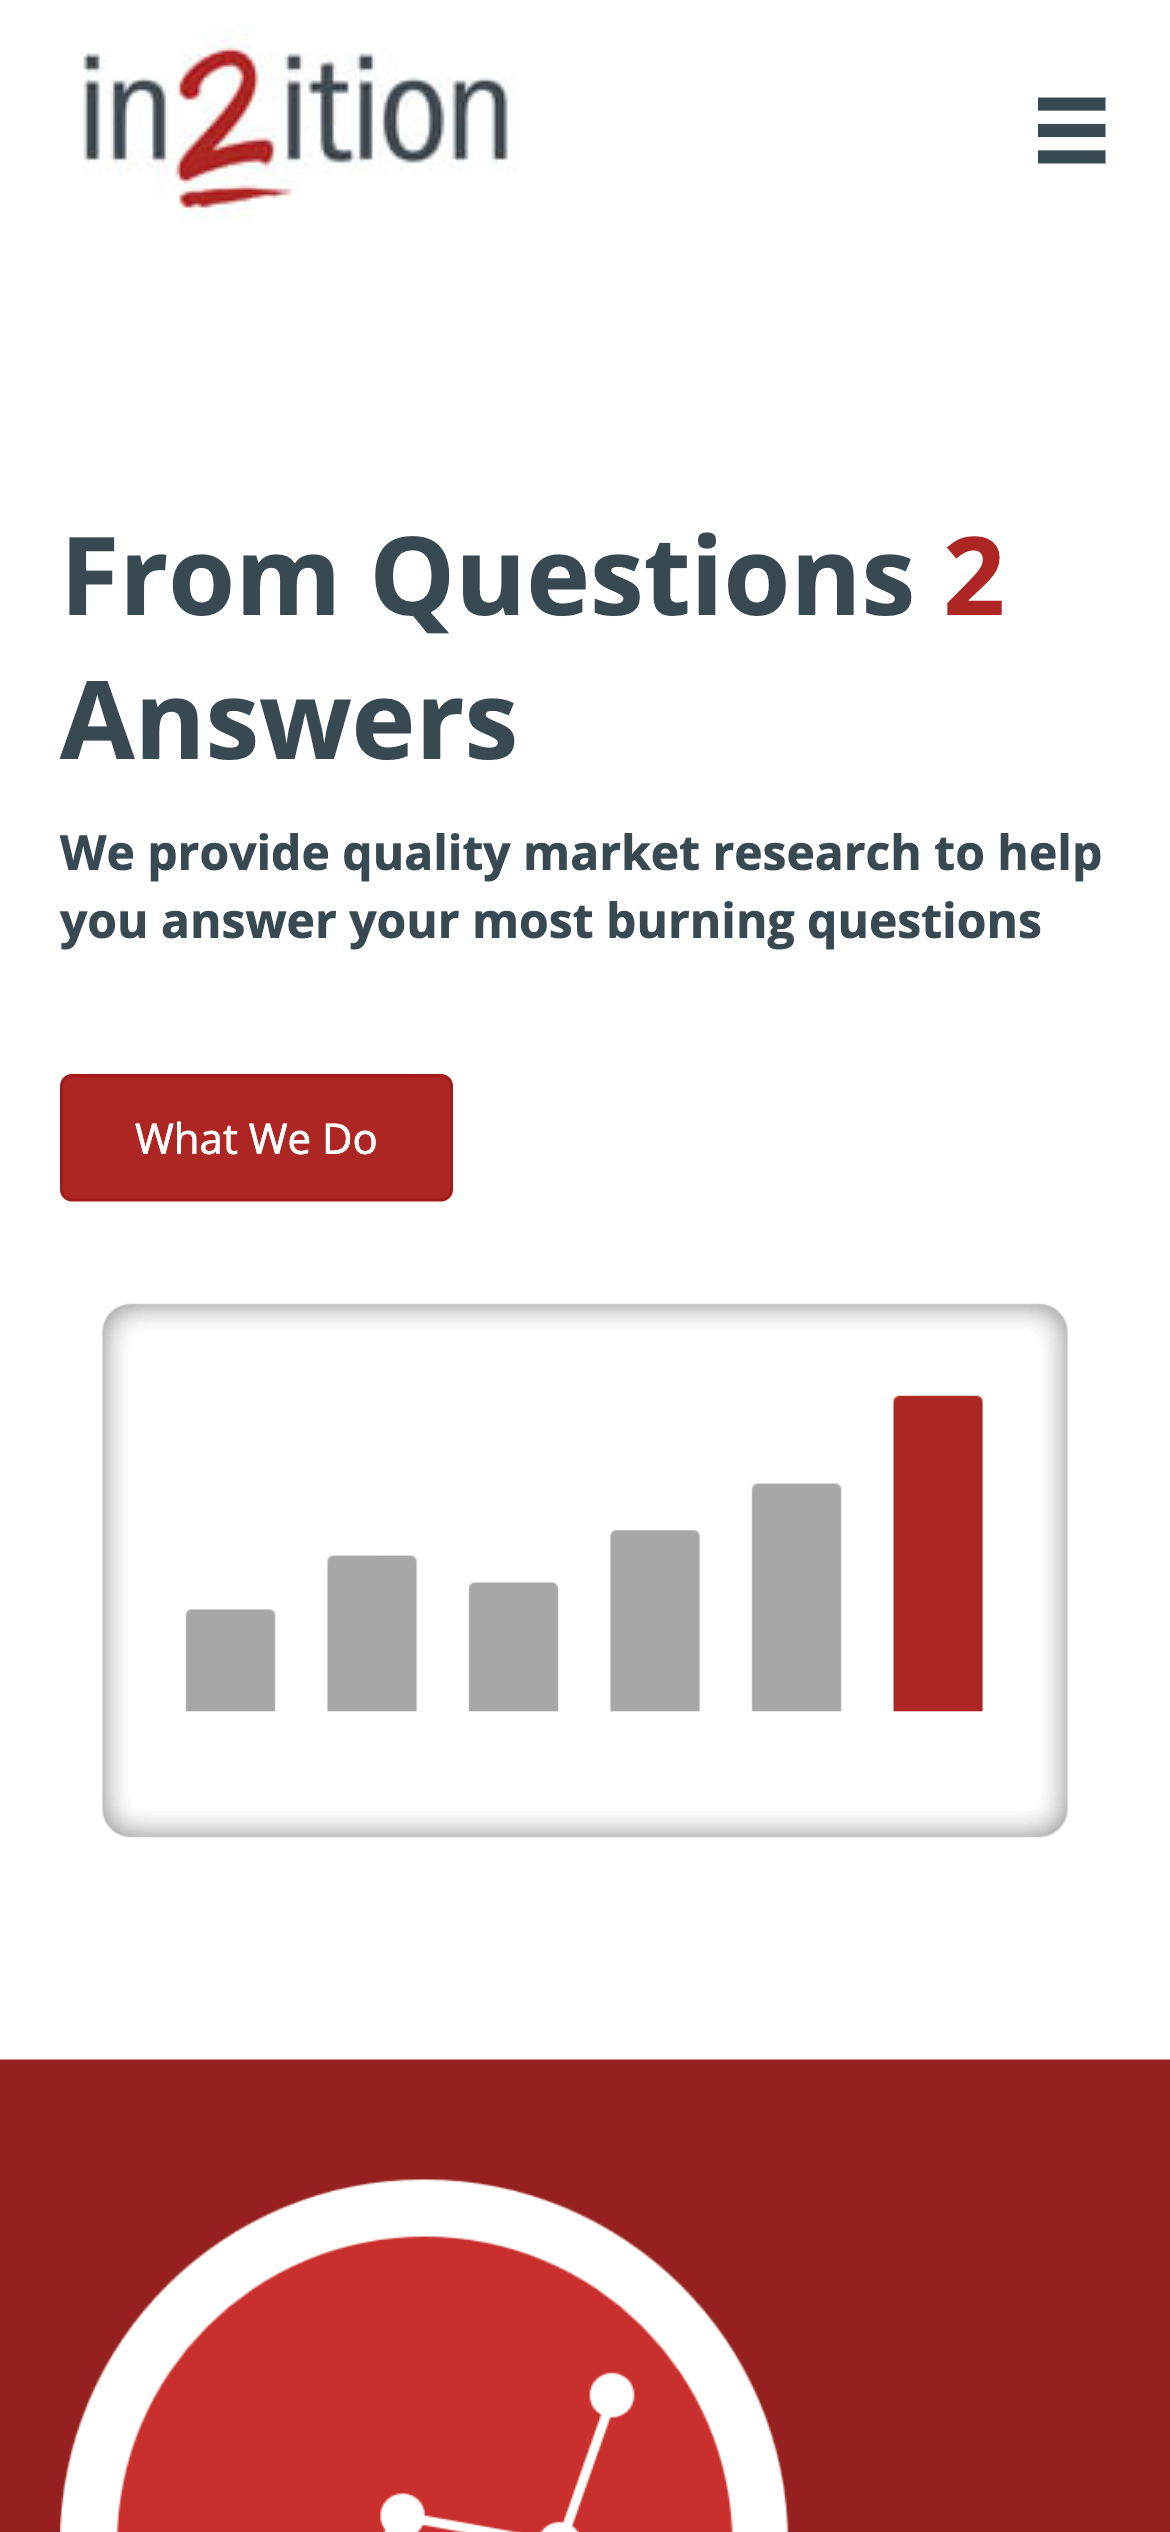 in2ition
From Questions 2
Answers
We provide quality market research to help
you answer your most burning questions
What We Do